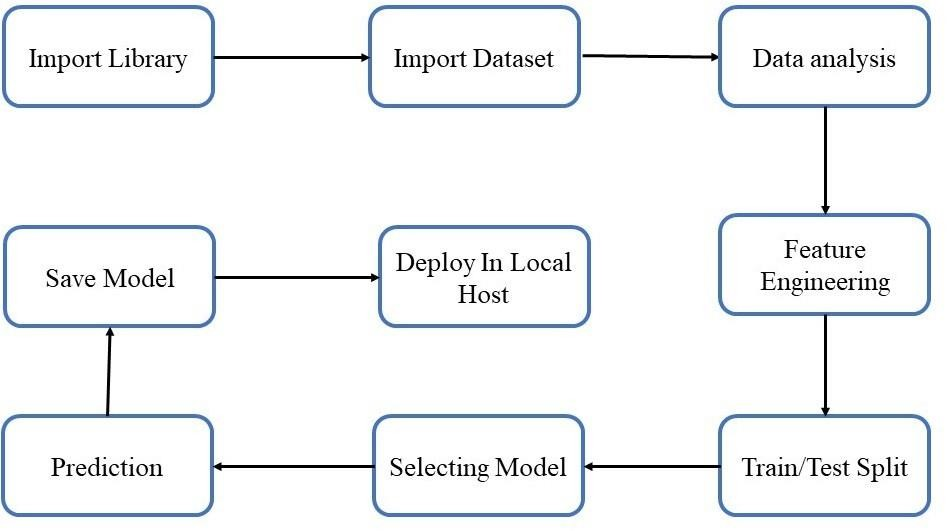 Import Library
Import Dataset
Data analysis
Feature
Engineering
Train/Test Split
Selecting Model
Prediction
Save Model
Deploy In Local
Host